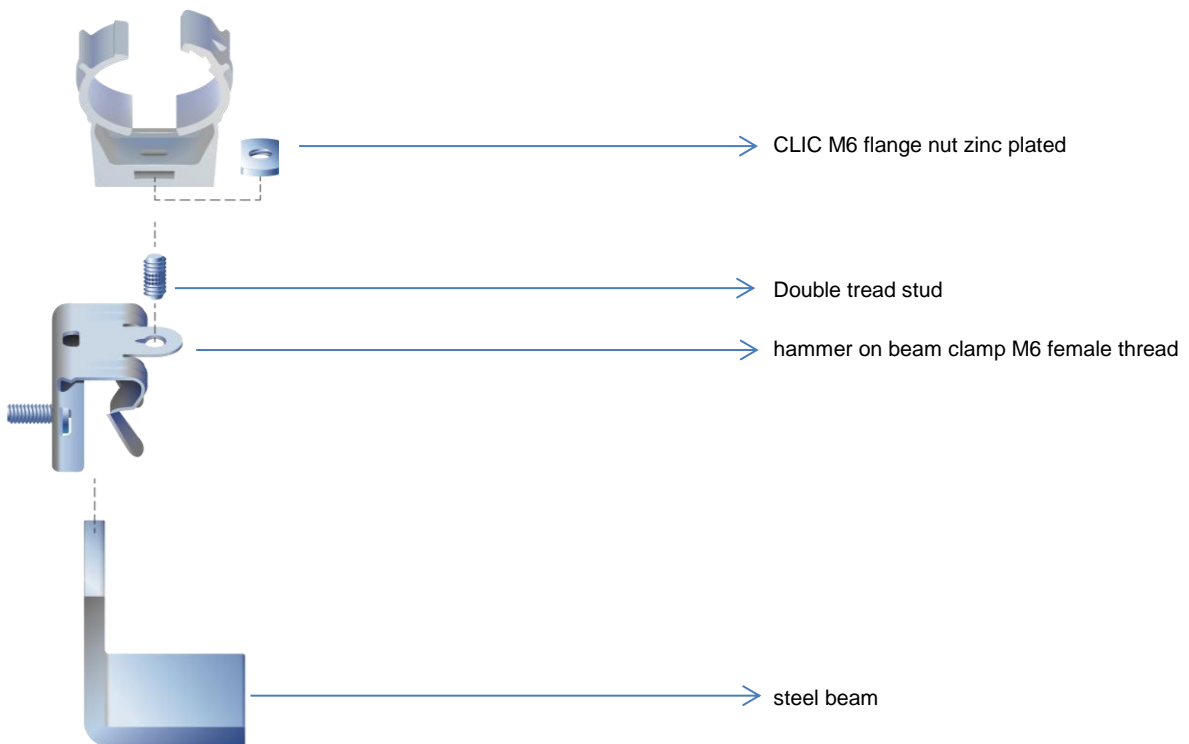 CLIC M6 flange nut zinc plated
Double tread stud
hammer on beam clamp M6 female thread
steel beam